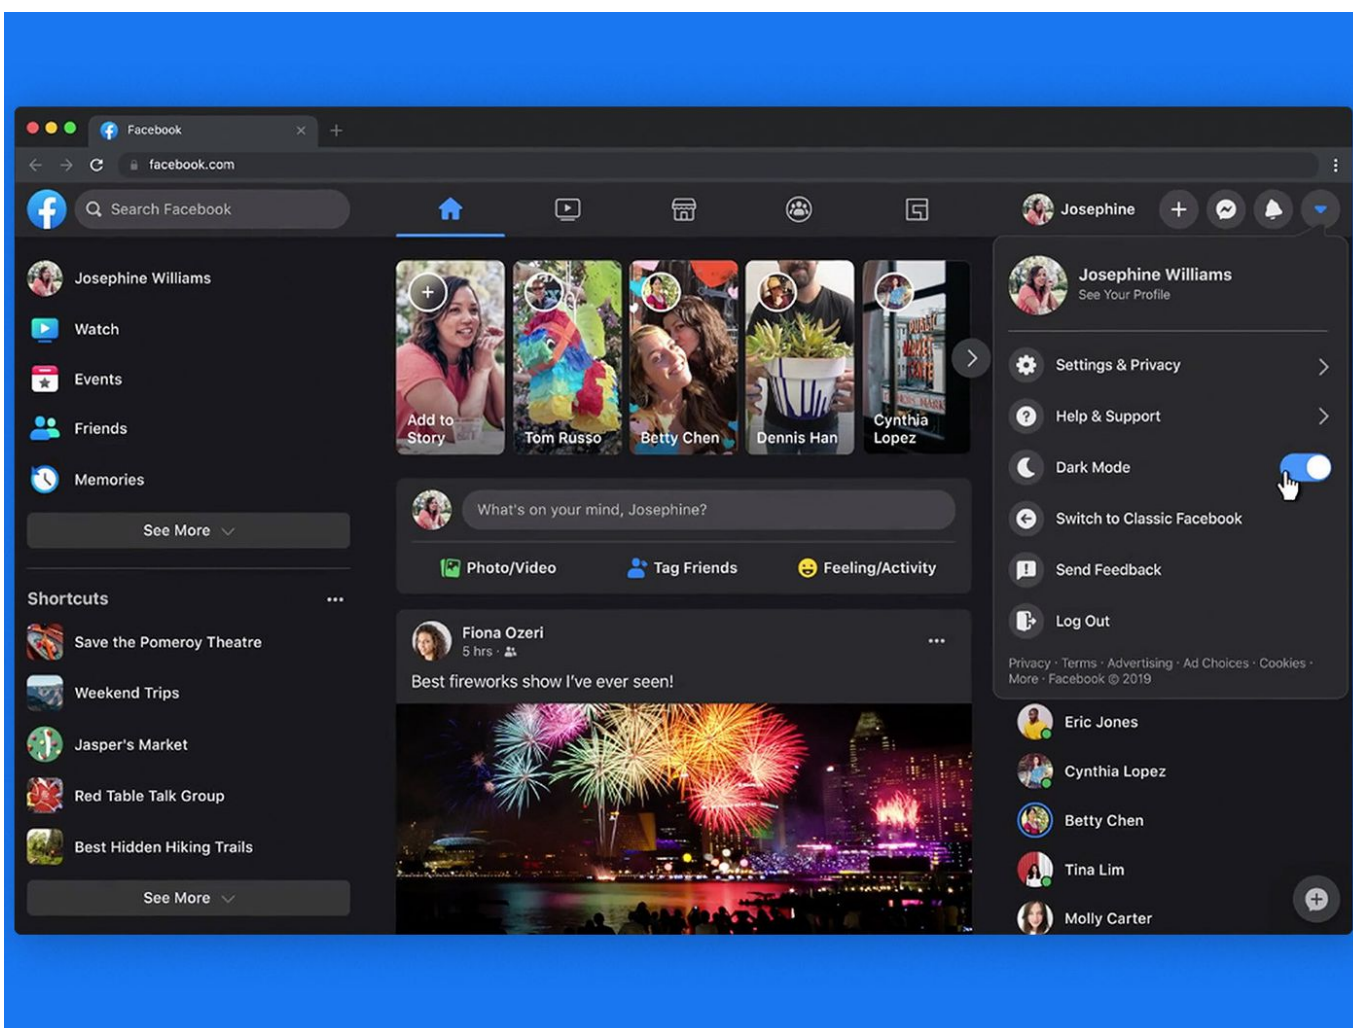 Facebook
facebook.com
Search Facebook
Josephine
Josephine Williams
Watch
Events
Friends
Memories
See More
Shortcuts
Save the Pomeroy Theatre
Weekend Trips
Jasper's Market
Red Table Talk Group
Best Hidden Hiking Trails
See More
Add to
Story
Tom Russo
Betty Chen
Dennis Han
PUBLIC
MARKET
Cynthia
Lopez
What's on your mind, Josephine?
Photo/Video
Tag Friends
Feeling/Activity
Fiona Ozeri
5 hrs ·
Best fireworks show I've ever seen!
Josephine Williams
See Your Profile
Settings & Privacy
Help & Support
Dark Mode
Switch to Classic Facebook
Send Feedback
Log Out
Privacy · Terms · Advertising · Ad Choices · Cookies ·
More · Facebook © 2019
Eric Jones
Cynthia Lopez
Betty Chen
Tina Lim
Molly Carter